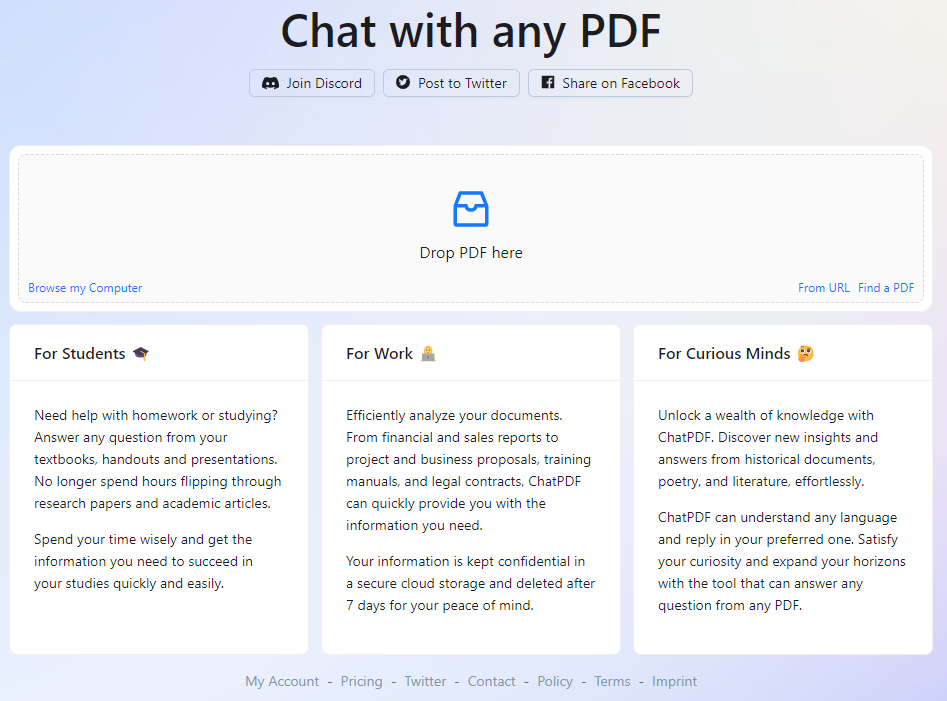 Chat with any PDF
Join Discord
Post to Twitter
Share on Facebook
Drop PDF here
Browse my Computer
From URL
Find a PDF
For Students 🎓
Need help with homework or studying?
Answer any question from your
textbooks, handouts and presentations.
No longer spend hours flipping through
research papers and academic articles.
Spend your time wisely and get the
information you need to succeed in
your studies quickly and easily.
For Work
Efficiently analyze your documents.
From financial and sales reports to
project and business proposals, training
manuals, and legal contracts, ChatPDF
can quickly provide you with the
information you need.
Your information is kept confidential in
a secure cloud storage and deleted after
7 days for your peace of mind.
For Curious Minds 🤔
Unlock a wealth of knowledge with
ChatPDF. Discover new insights and
answers from historical documents,
poetry, and literature, effortlessly.
ChatPDF can understand any language
and reply in your preferred one. Satisfy
your curiosity and expand your horizons
with the tool that can answer any
question from any PDF.
My Account - Pricing - Twitter - Contact - Policy - Terms - Imprint